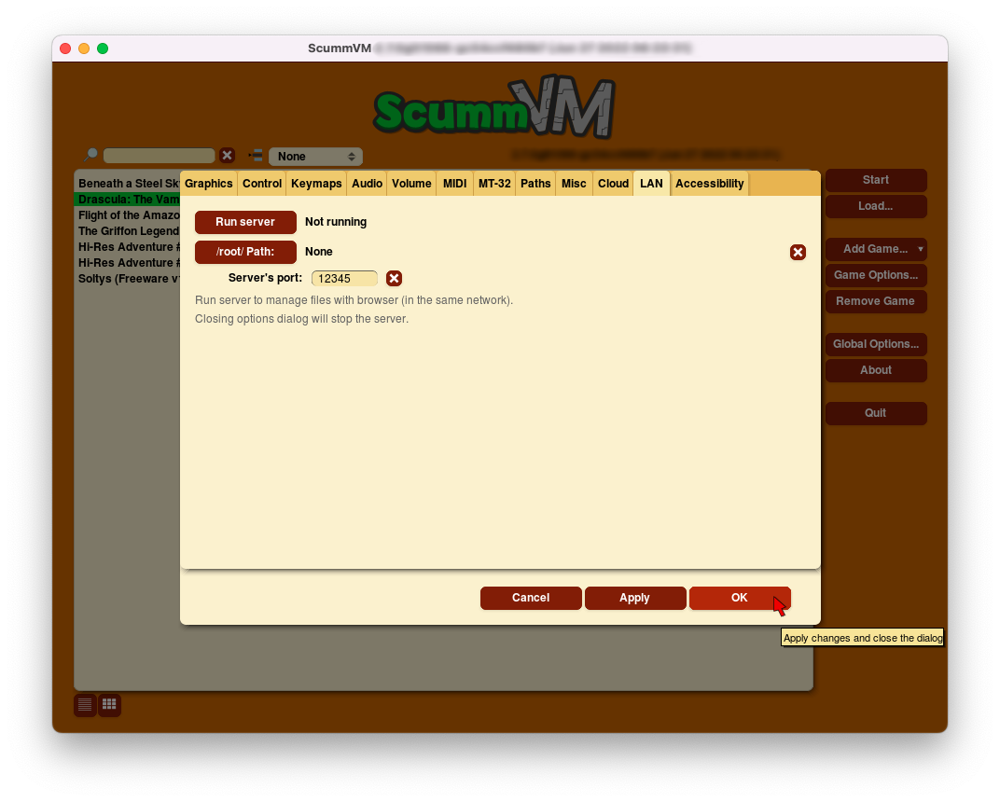 ScummVM
ScummVM
None
Beneath a Steel Sk
Drascula: The Vam
Flight of the Amazo
The Griffon Legend
Hi-Res Adventure #
Hi-Res Adventure #
Soltys (Freeware v
Graphics Control Keymaps Audio Volume MIDI MT-32 Paths Misc Cloud LAN Accessibility
Run server Not running
/root/ Path: None
Server's port: 12345
Run server to manage files with browser (in the same network).
Closing options dialog will stop the server.
Cancel Apply OK
Apply changes and close the dialog
Start
Load...
Add Game...
Game Options...
Remove Game
Global Options...
About
Quit